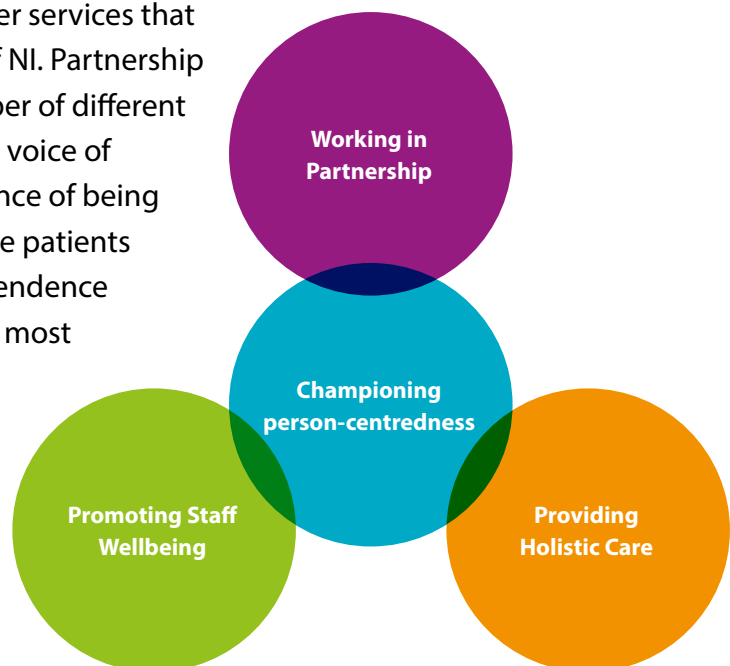 er services that
f NI. Partnership
ber of different
voice of
nce of being
e patients
endence
most
Working in
Partnership
Championing
person-centredness
Promoting Staff
Wellbeing
Providing
Holistic Care